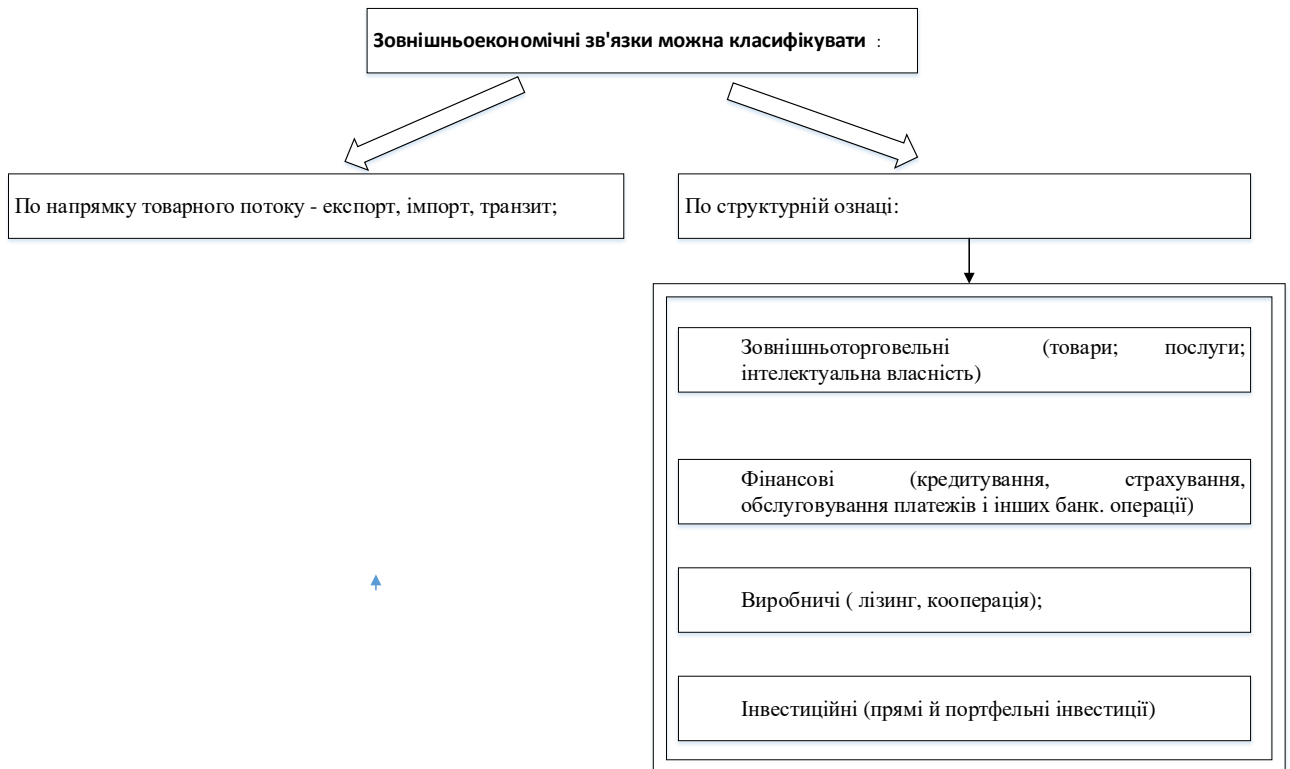 Зовнішньоекономічні зв'язки можна класифікувати :
По напрямку товарного потоку - експорт, імпорт, транзит;
По структурній ознаці:
Зовнішньоторговельні (товари; послуги;
інтелектуальна власність)
Фінансові (кредитування, страхування,
обслуговування платежів і інших банк. операції)
Виробничі ( лізинг, кооперація);
Інвестиційні (прямі й портфельні інвестиції)